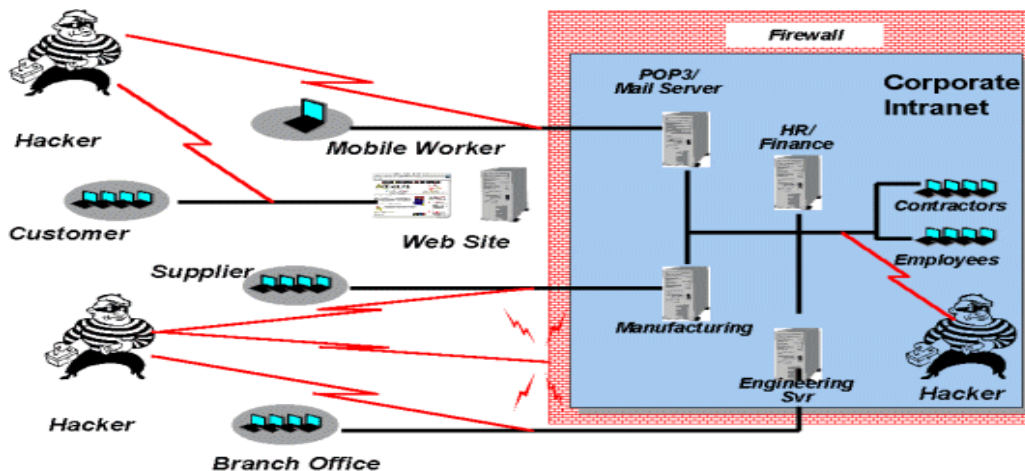 Firewall
POP3/
Mail Server
Corporate
Intranet
HR/
Finance
Hacker
Mobile Worker
Contractors
Customer
Web Site
Employees
Supplier
Manufacturing
Engineering
Svr
Hacker
Hacker
Branch Office